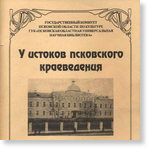 ГОСУДАРСТВЕННЫЙ КОМИТЕТ
ПСКОВСКОЙ ОБЛАСТИ ПО КУЛЬТУРЕ
ГУК «ПСКОВСКАЯ ОБЛАСТНАЯ УНИВЕРСАЛЬНАЯ
НАУЧНАЯ БИБЛИОТЕКА»
У истоков псковского
краеведения